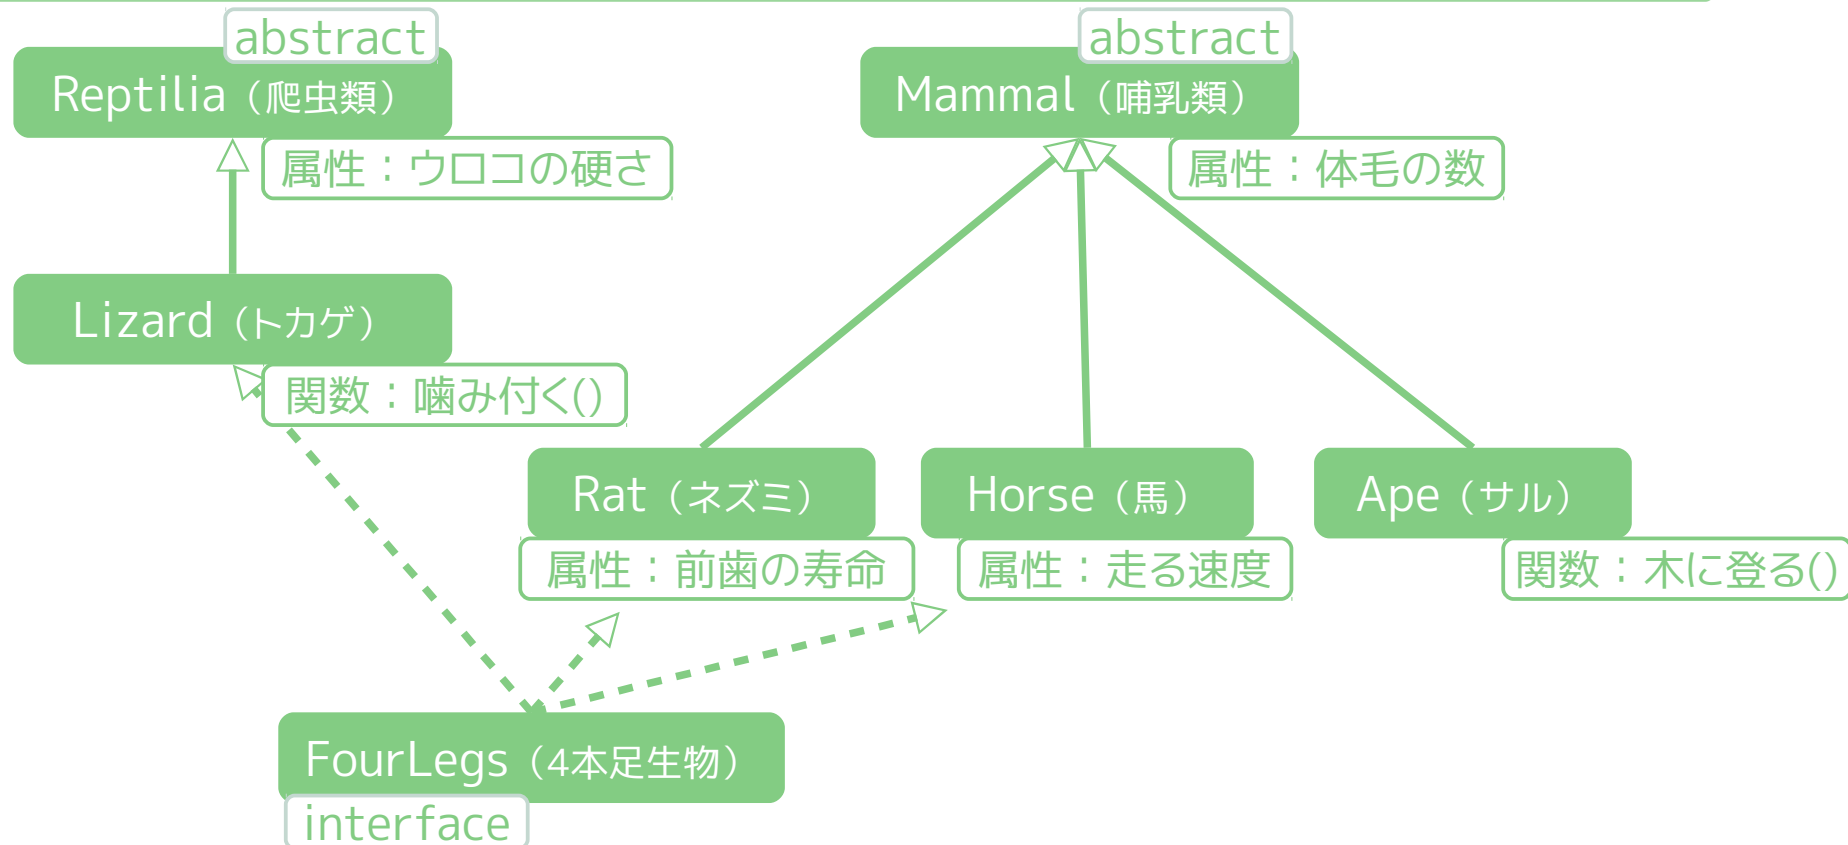 abstract
Reptilia（爬虫類）
属性：ウロコの硬さ
abstract
Mammal（哺乳類）
属性：体毛の数
Lizard（トカゲ）
関数：噛み付く()
Rat（ネズミ）
属性：前歯の寿命
Horse（馬）
属性：走る速度
Ape（サル）
関数：木に登る()
FourLegs（4本足生物）
interface